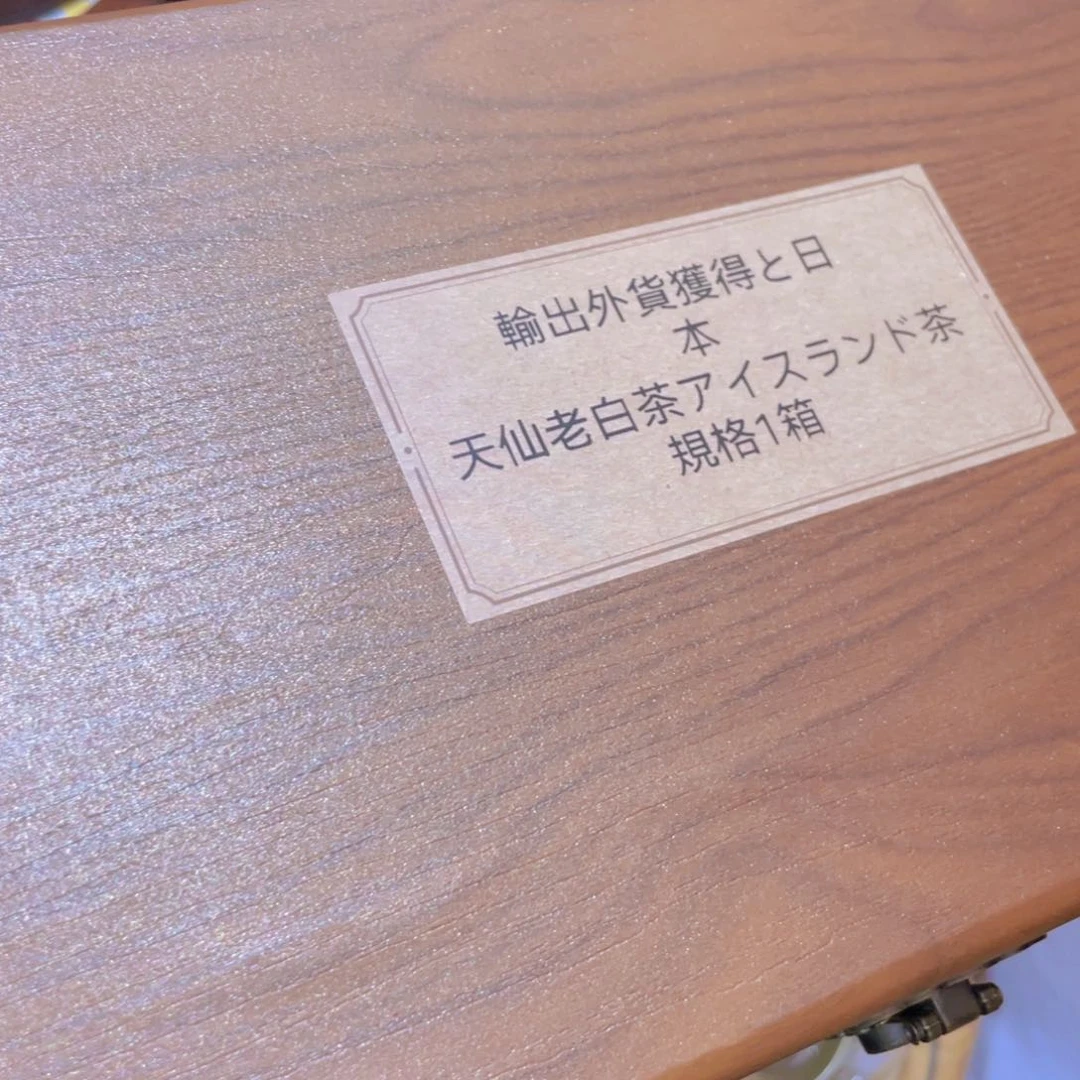 輸出外貨獲得と日
本
天仙老白茶アイスランド茶
規格1箱